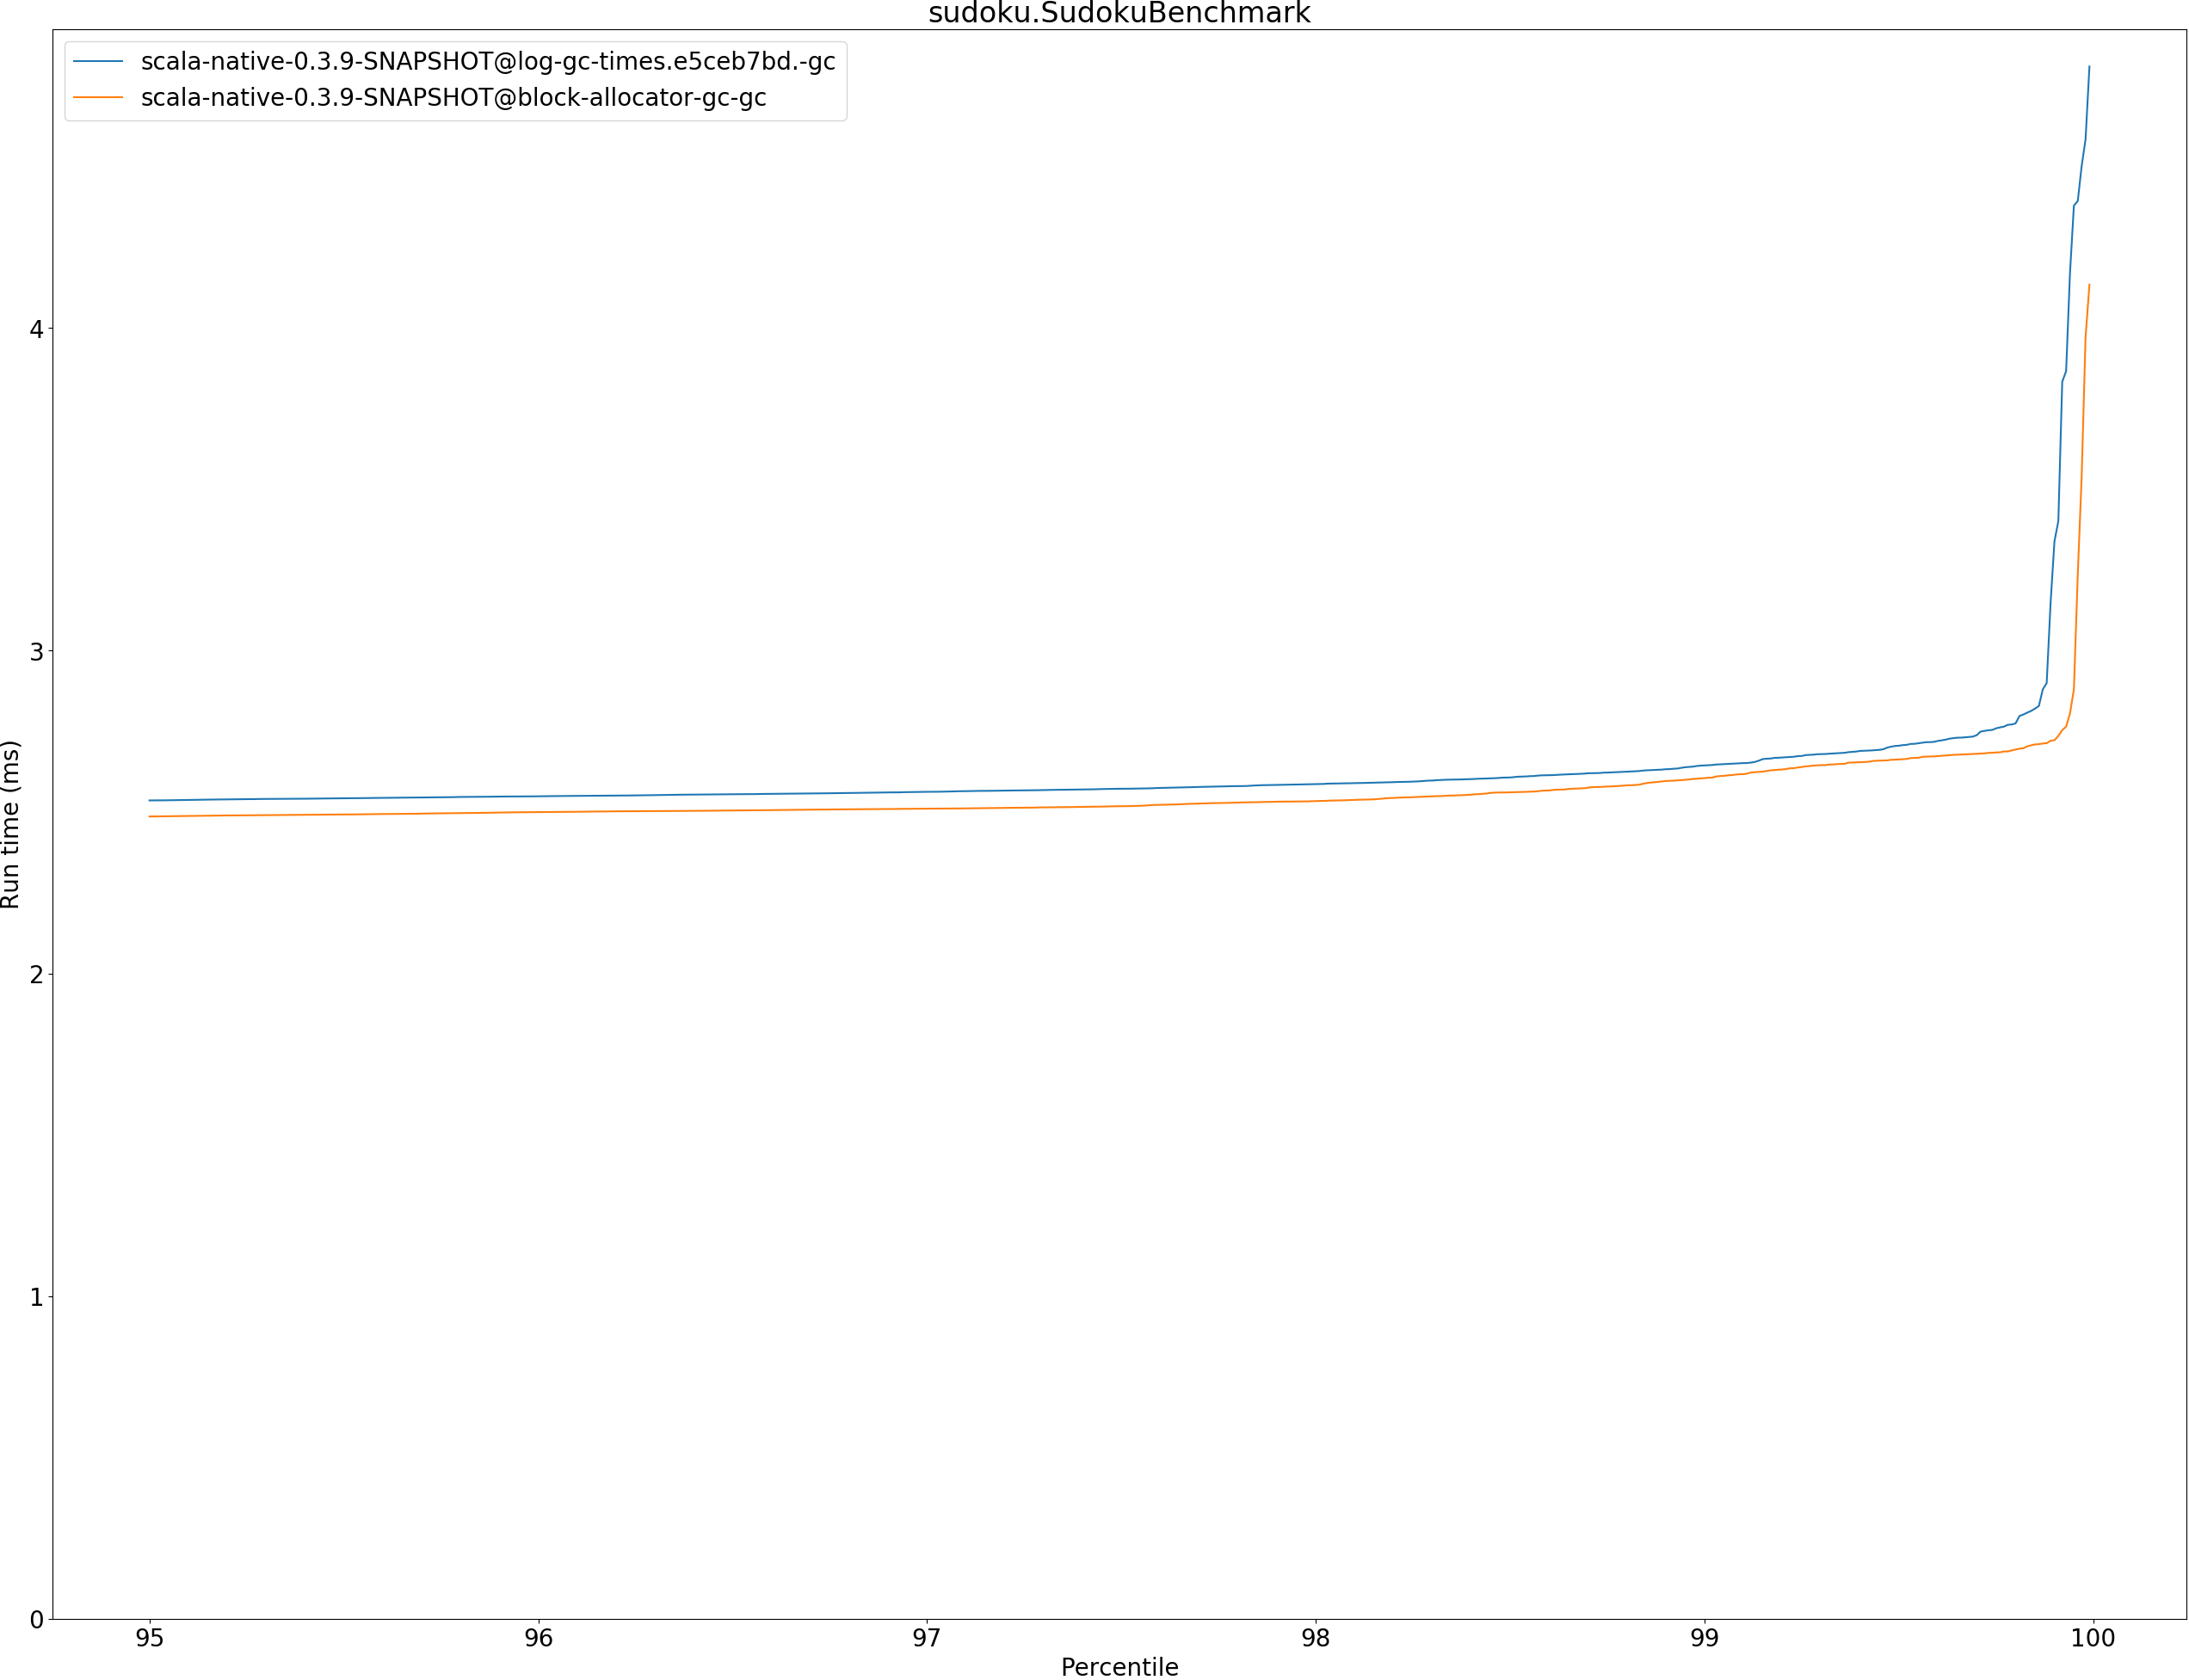 sudoku.SudokuBenchmark
scala-native-0.3.9-SNAPSHOT@log-gc-times.e5ceb7bd.-gc
scala-native-0.3.9-SNAPSHOT@block-allocator-gc-gc
4
3
2
1
0
Run time (ms)
95 96 97 98 99 100
Percentile